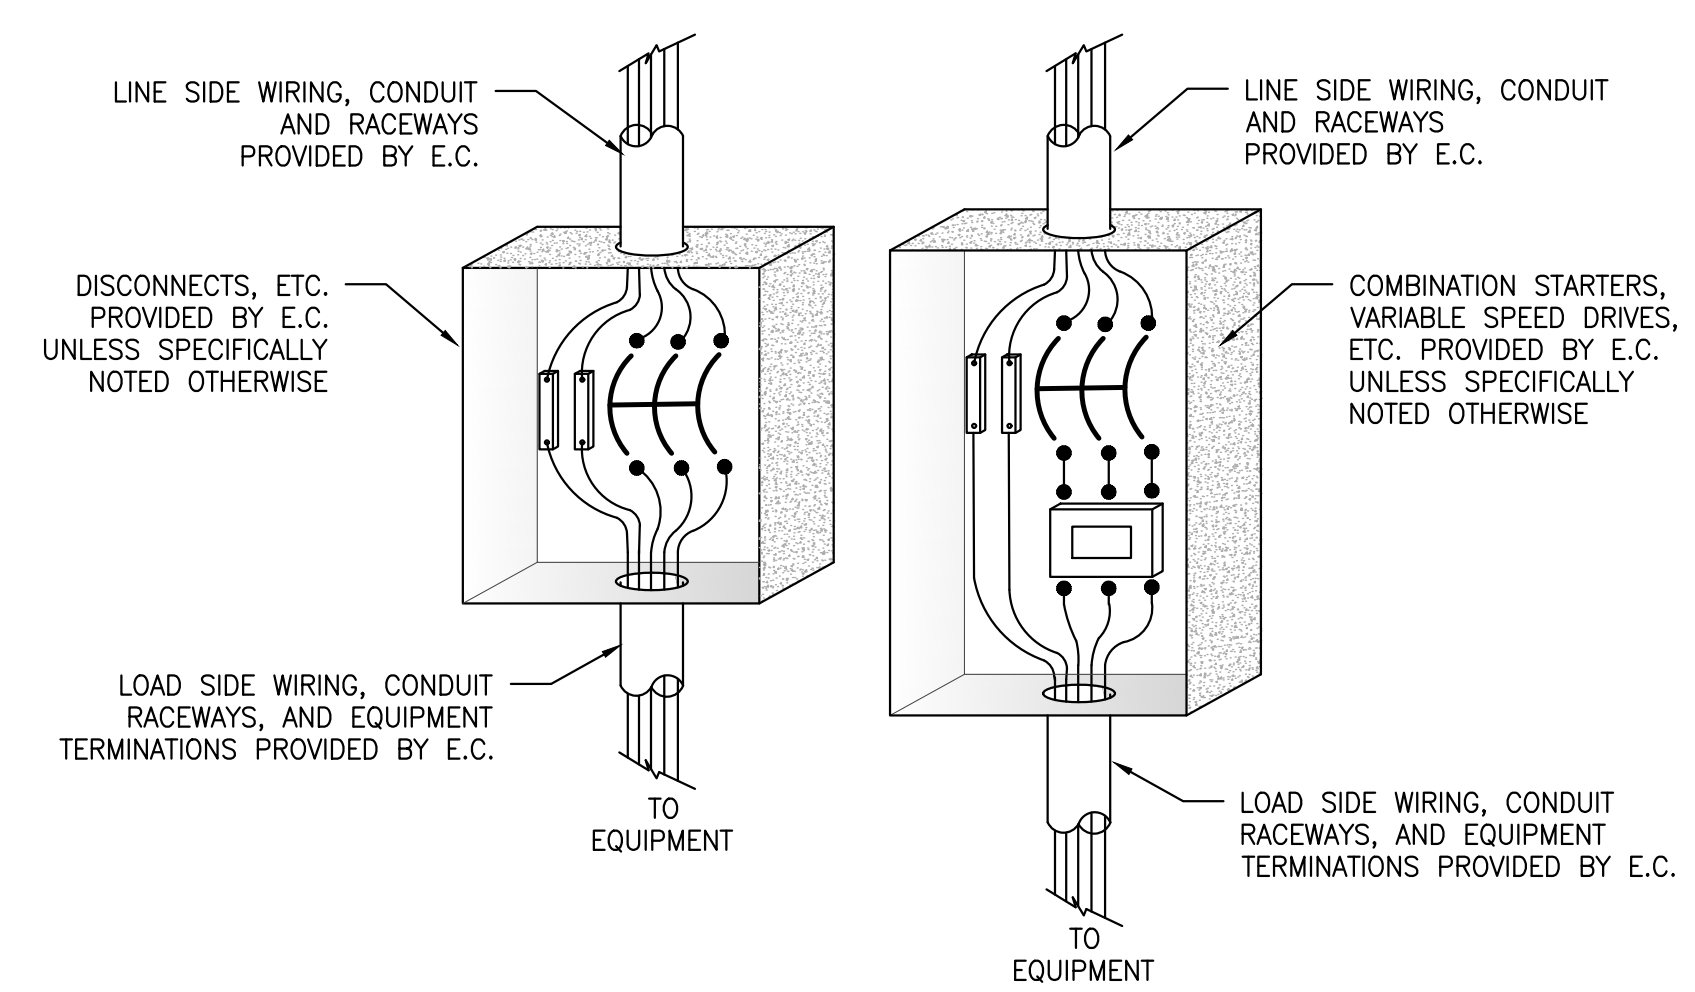 LINE SIDE WIRING, CONDUIT
AND RACEWAYS
PROVIDED BY E.C.
DISCONNECTS, ETC.
PROVIDED BY E.C.
UNLESS SPECIFICALLY
NOTED OTHERWISE
LOAD SIDE WIRING, CONDUIT
RACEWAYS, AND EQUIPMENT
TERMINATIONS PROVIDED BY E.C.
TO
EQUIPMENT
LINE SIDE WIRING, CONDUIT
AND RACEWAYS
PROVIDED BY E.C.
COMBINATION STARTERS,
VARIABLE SPEED DRIVES,
ETC. PROVIDED BY E.C.
UNLESS SPECIFICALLY
NOTED OTHERWISE
LOAD SIDE WIRING, CONDUIT
RACEWAYS, AND EQUIPMENT
TERMINATIONS PROVIDED BY E.C.
TO
EQUIPMENT